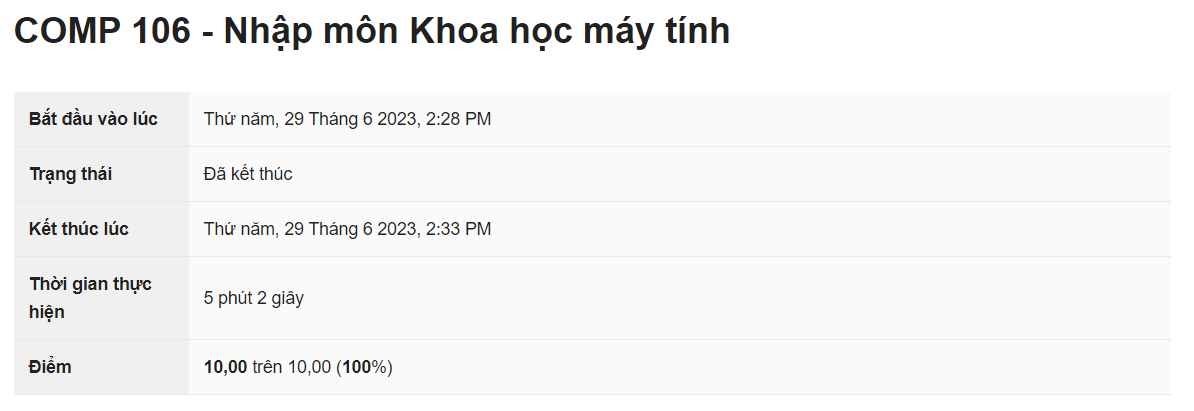 COMP 106 - Nhập môn Khoa học máy tính
Bắt đầu vào lúc
Thứ năm, 29 Tháng 6 2023, 2:28 PM
Trạng thái
Đã kết thúc
Kết thúc lúc
Thứ năm, 29 Tháng 6 2023, 2:33 PM
Thời gian thực
hiện
5 phút 2 giây
Điểm
10,00 trên 10,00 (100%)